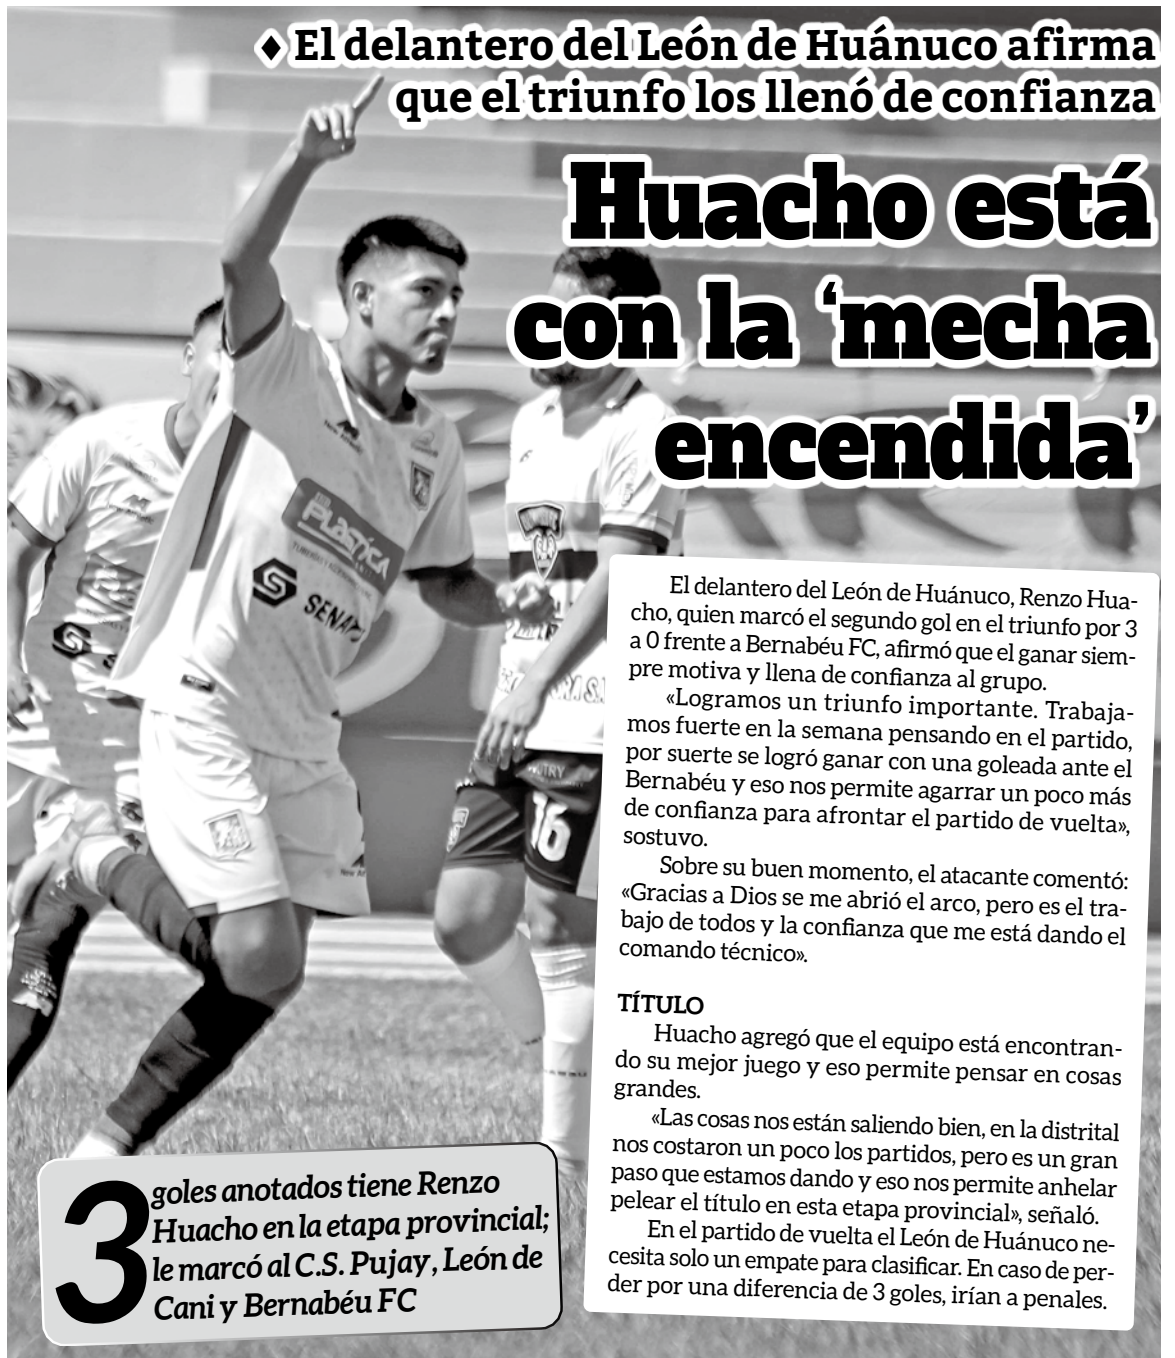 ♦ El delantero del León de Huánuco afirma
que el triunfo los llenó de confianza
Huacho está
con la ‘mecha
encendida’
El delantero del León de Huánuco, Renzo Hua-
cho, quien marcó el segundo gol en el triunfo por 3
a 0 frente a Bernabéu FC, afirmó que el ganar siem-
pre motiva y llena de confianza al grupo.
«Logramos un triunfo importante. Trabaja-
mos fuerte en la semana pensando en el partido,
por suerte se logró ganar con una goleada ante el
Bernabéu y eso nos permite agarrar un poco más
de confianza para afrontar el partido de vuelta»,
sostuvo.
Sobre su buen momento, el atacante comentó:
«Gracias a Dios se me abrió el arco, pero es el tra-
bajo de todos y la confianza que me está dando el
comando técnico».
TÍTULO
Huacho agregó que el equipo está encontran-
do su mejor juego y eso permite pensar en cosas
grandes.
«Las cosas nos están saliendo bien, en la distrital
nos costaron un poco los partidos, pero es un gran
paso que estamos dando y eso nos permite anhelar
pelear el título en esta etapa provincial», señaló.
En el partido de vuelta el León de Huánuco ne-
cesita solo un empate para clasificar. En caso de per-
der por una diferencia de 3 goles, irían a penales.
3 goles anotados tiene Renzo
Huacho en la etapa provincial;
le marcó al C.S. Pujay, León de
Cani y Bernabéu FC
Plastica
SENA
16